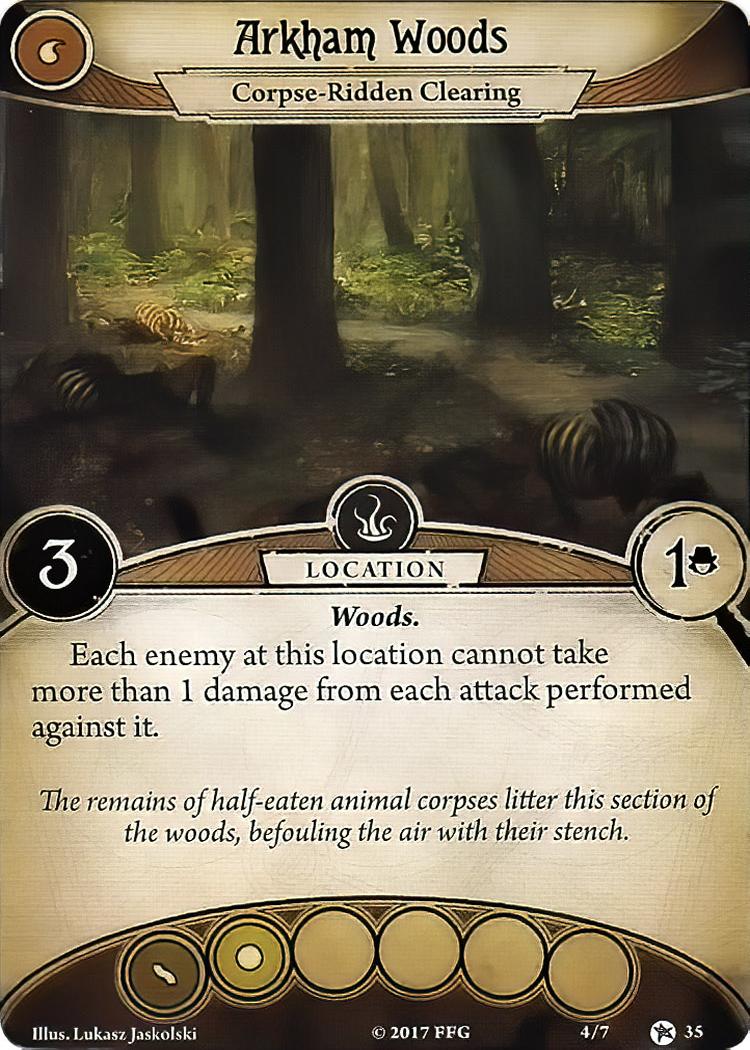 Arkham Woods
Corpse-Ridden Clearing
3
LOCATION
1
Woods.
Each enemy at this location cannot take
more than 1 damage from each attack performed
against it.
The remains of half-eaten animal corpses litter this section of
the woods, befouling the air with their stench.
Illus. Lukasz Jaskolski
© 2017 FFG
4/7
35